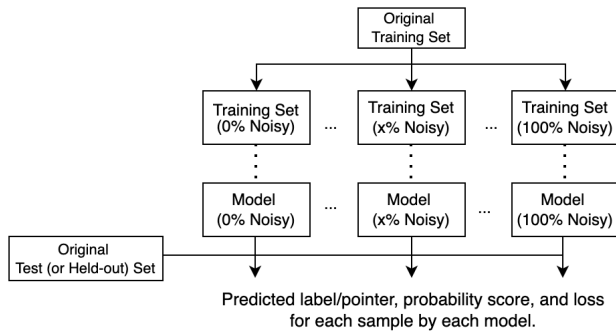 Original
Training Set
Training Set
(0% Noisy)
...
Training Set
(x% Noisy)
...
Training Set
(100% Noisy)
Model
(0% Noisy)
...
Model
(x% Noisy)
...
Model
(100% Noisy)
Original
Test (or Held-out) Set
Predicted label/pointer, probability score, and loss
for each sample by each model.